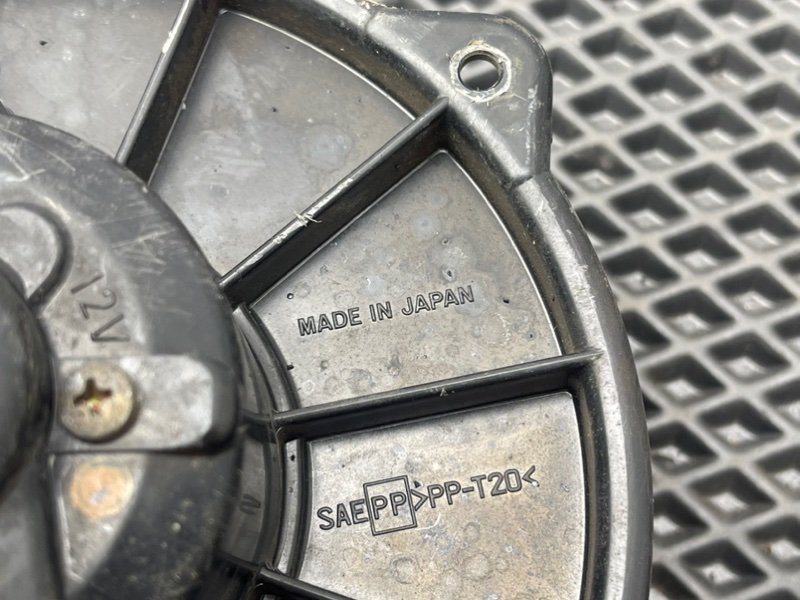 12V
MADE IN JAPAN
SAE PP >PP-T20<